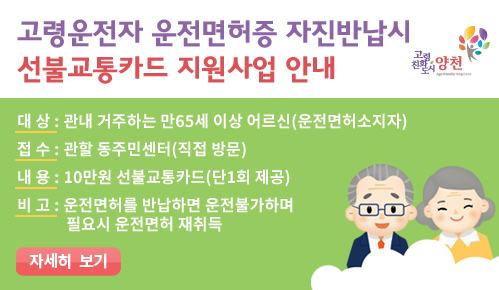 고령운전자 운전면허증 자진반납시
선불교통카드 지원사업 안내
고령
친화
도시 양천
Age-friendly Yangcheon
대 상 : 관내 거주하는 만65세 이상 어르신(운전면허소지자)
접 수 : 관할 동주민센터(직접 방문)
내 용 : 10만원 선불교통카드(단1회 제공)
비 고 : 운전면허를 반납하면 운전불가하며
필요시 운전면허 재취득
자세히 보기